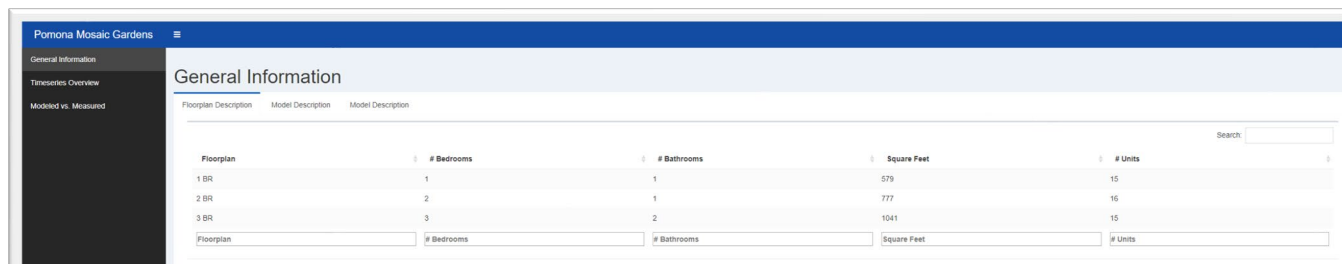 Pomona Mosaic Gardens
General Information
Timeseries Overview
Modeled vs. Measured
General Information
Floorplan Description Model Description Model Description
Search:
Floorplan # Bedrooms # Bathrooms Square Feet # Units
1 BR 1 1 579 15
2 BR 2 1 777 16
3 BR 3 2 1041 15
Floorplan # Bedrooms # Bathrooms Square Feet # Units